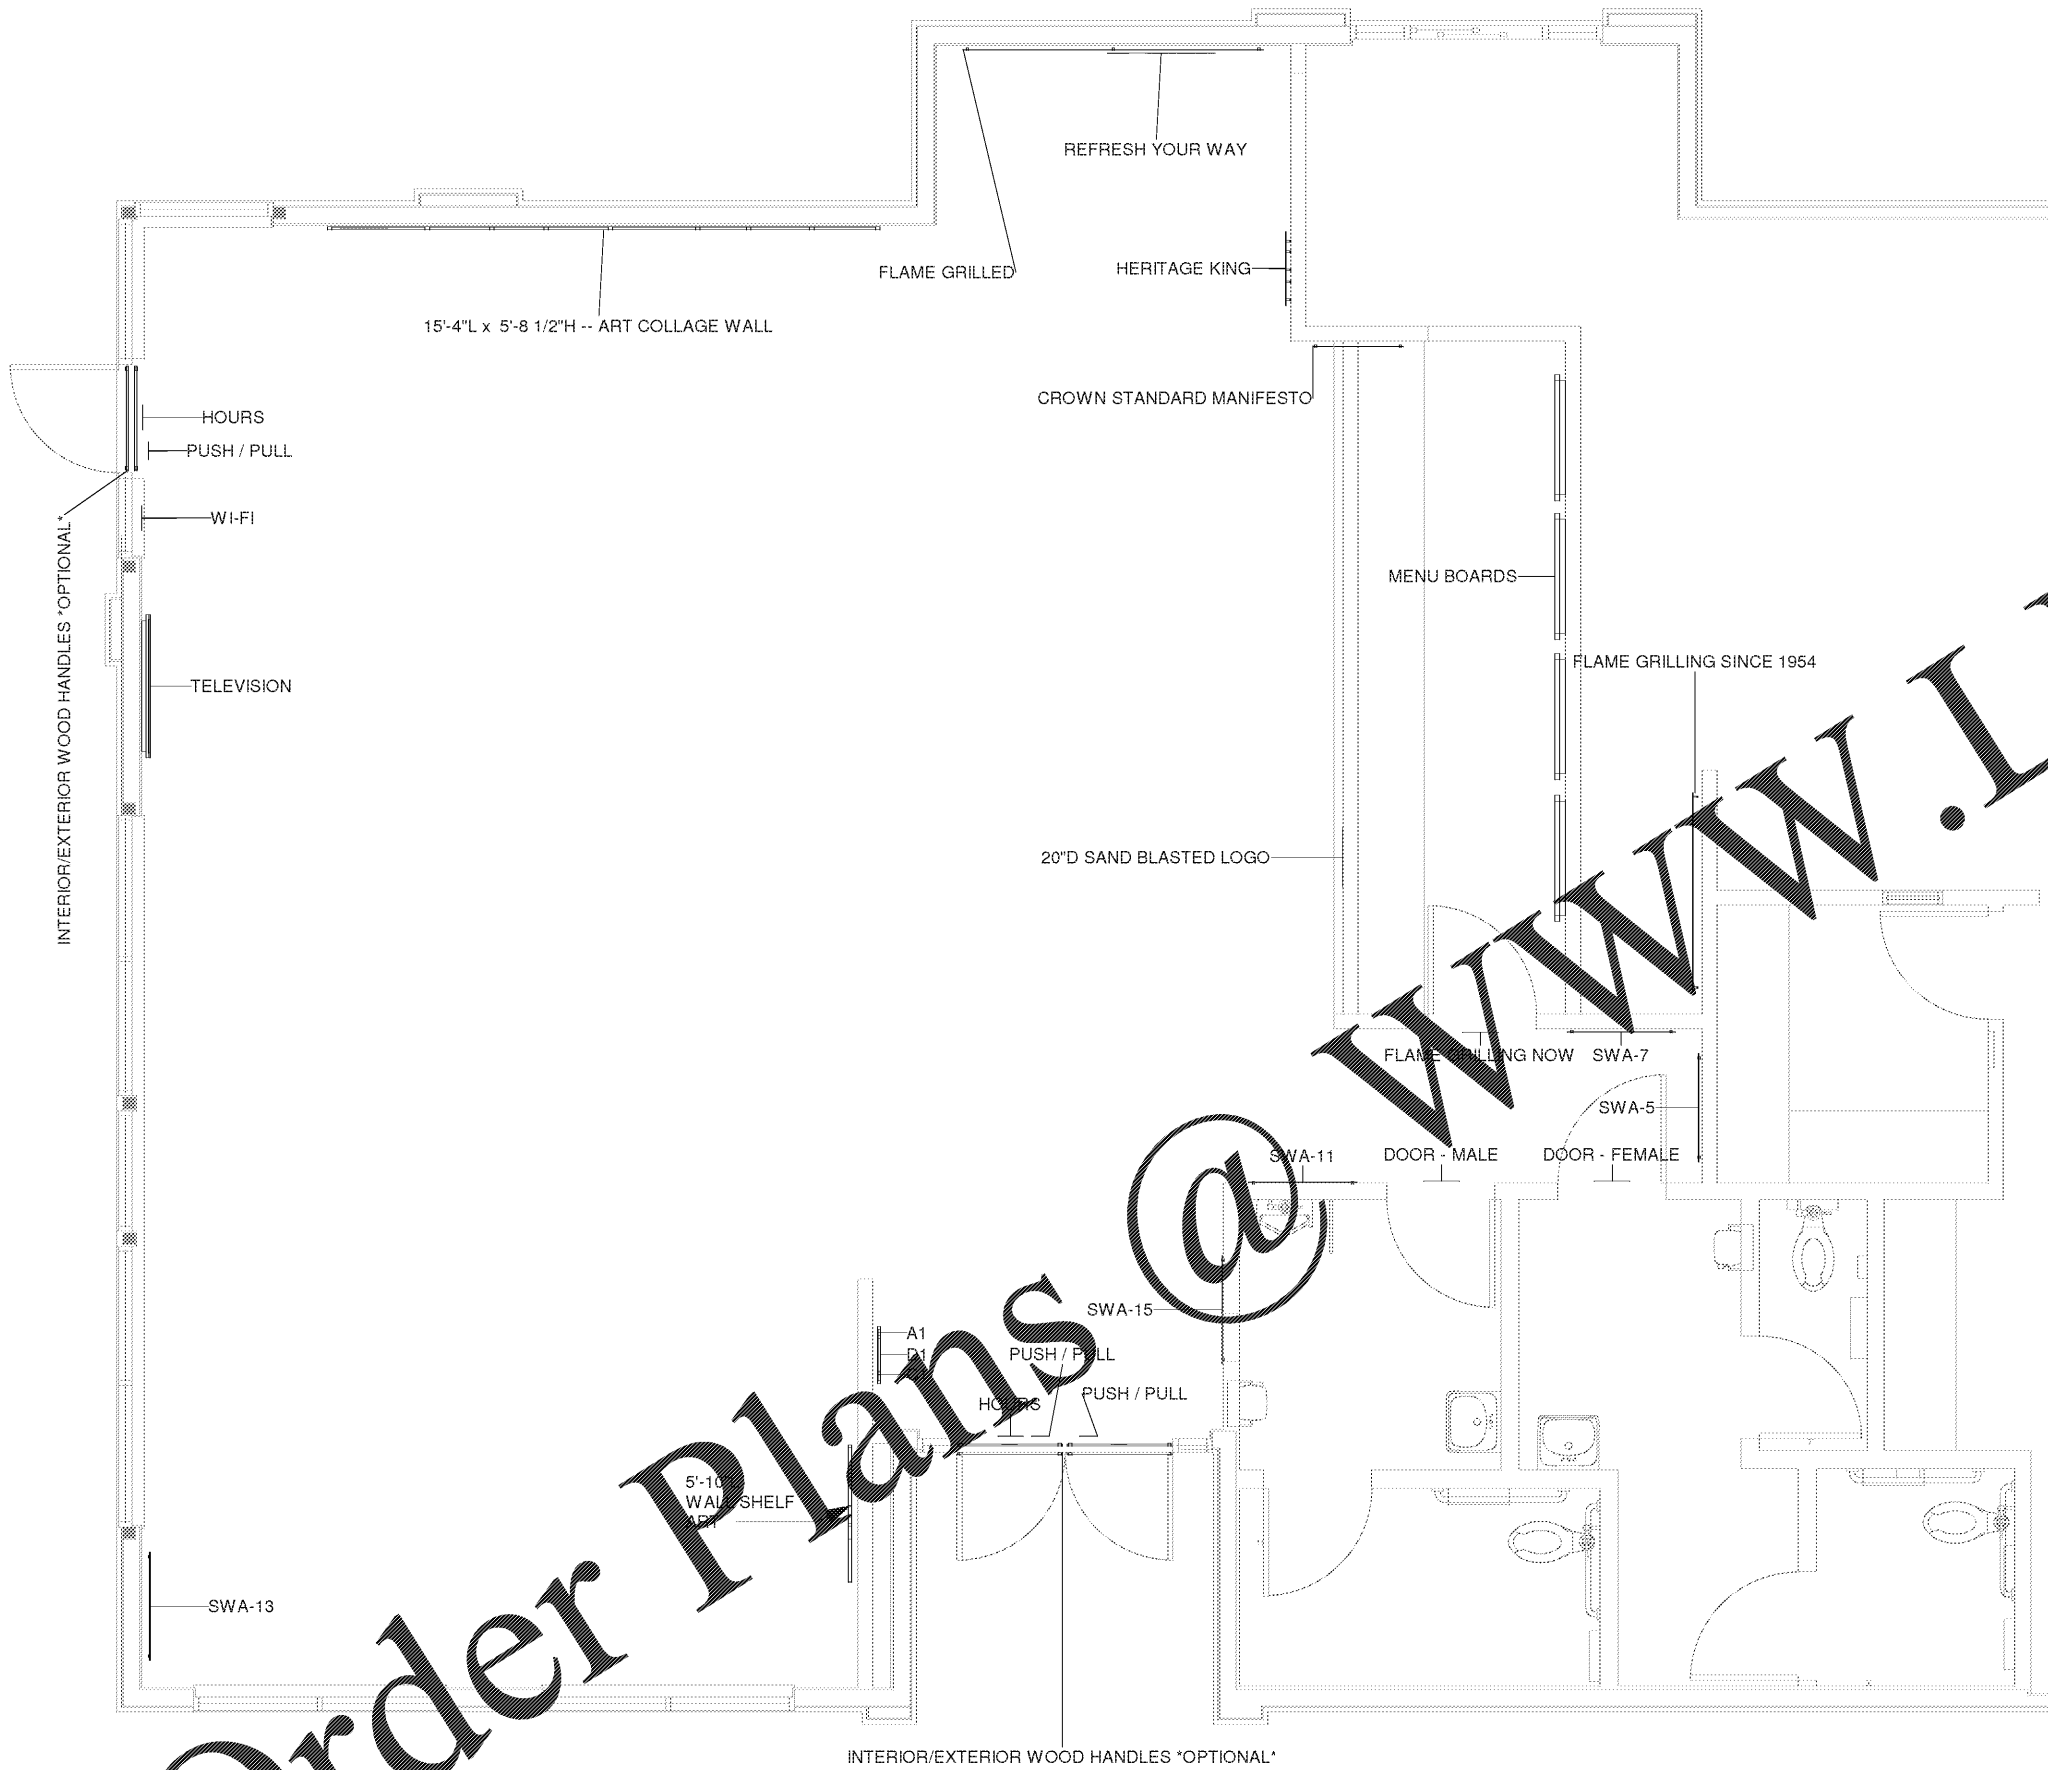 REFRESH YOUR WAY
FLAME GRILLED
HERITAGE KING
15'-4"L x 5'-8 1/2"H -- ART COLLAGE WALL
CROWN STANDARD MANIFESTO
HOURS
PUSH / PULL
WI-FI
INTERIOR/EXTERIOR WOOD HANDLES *OPTIONAL*
MENU BOARDS
FLAME GRILLING SINCE 1954
TELEVISION
20"D SAND BLASTED LOGO
FLAME GRILLING NOW
SWA-7
SWA-5
SWA-11
DOOR - MALE
DOOR - FEMALE
SWA-15
A1
D1
PUSH / PULL
PUSH / PULL
HOURS
5'-10"L
WALL SHELF
ART
SWA-13
INTERIOR/EXTERIOR WOOD HANDLES *OPTIONAL*
Order Plans @ www.